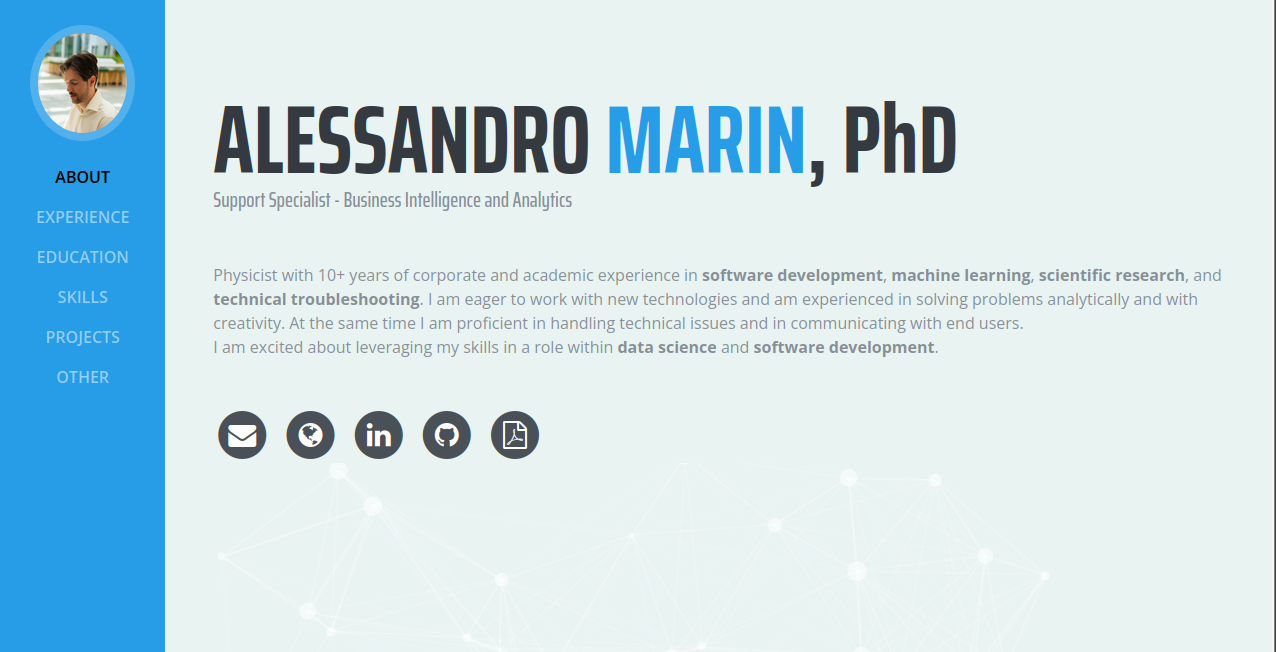 ABOUT
EXPERIENCE
EDUCATION
SKILLS
PROJECTS
OTHER
ALESSANDRO MARIN, PhD
Support Specialist - Business Intelligence and Analytics
Physicist with 10+ years of corporate and academic experience in software development, machine learning, scientific research, and
technical troubleshooting. I am eager to work with new technologies and am experienced in solving problems analytically and with
creativity. At the same time I am proficient in handling technical issues and in communicating with end users.
I am excited about leveraging my skills in a role within data science and software development.
in